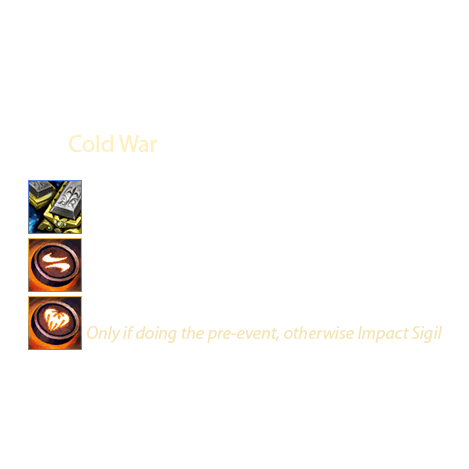 Cold War
Only if doing the pre-event, otherwise Impact Sigil